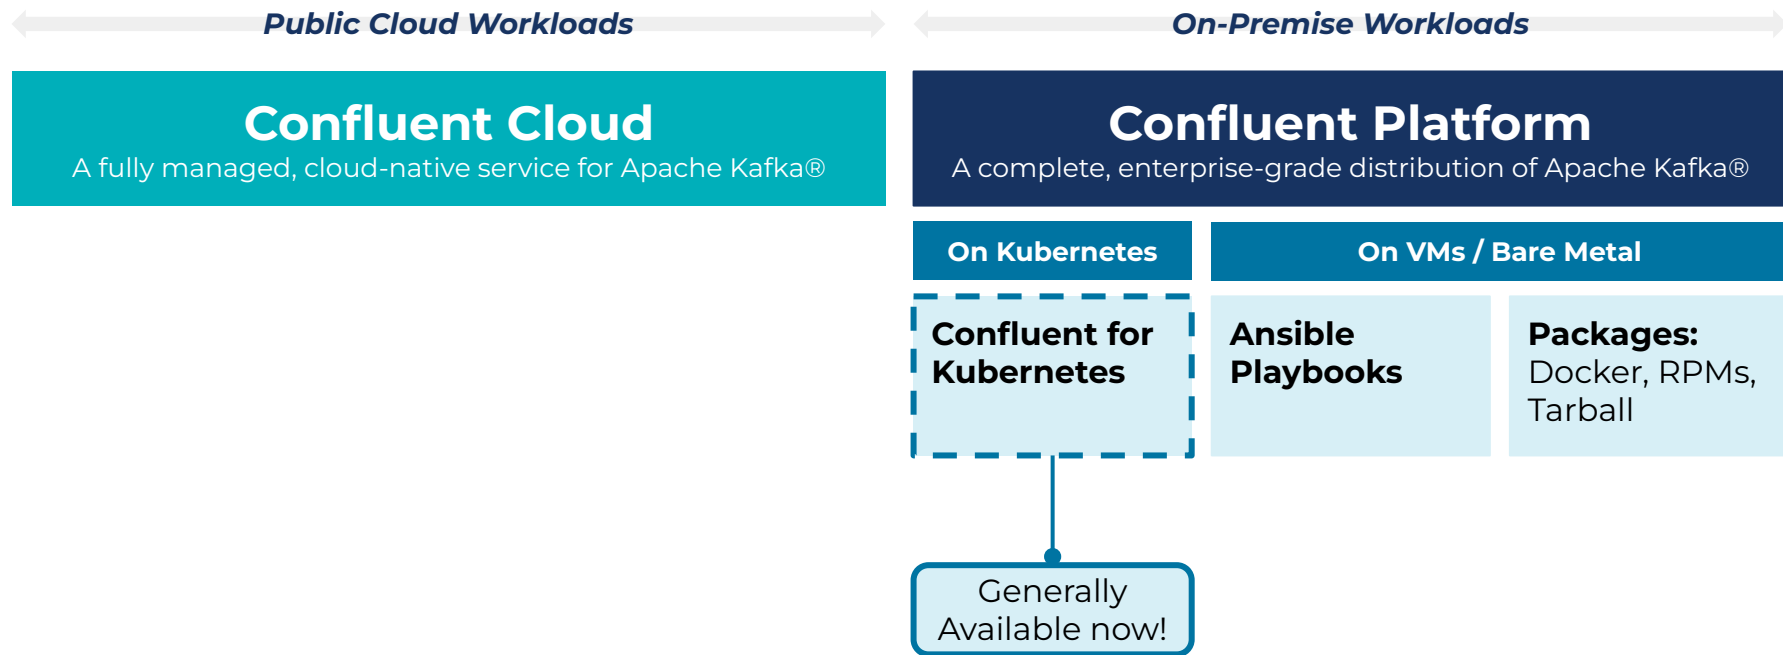 Public Cloud Workloads
On-Premise Workloads
Confluent Cloud
A fully managed, cloud-native service for Apache Kafka®
Confluent Platform
A complete, enterprise-grade distribution of Apache Kafka®
On Kubernetes
On VMs / Bare Metal
Confluent for
Kubernetes
Ansible
Playbooks
Packages:
Docker, RPMs,
Tarball
Generally
Available now!